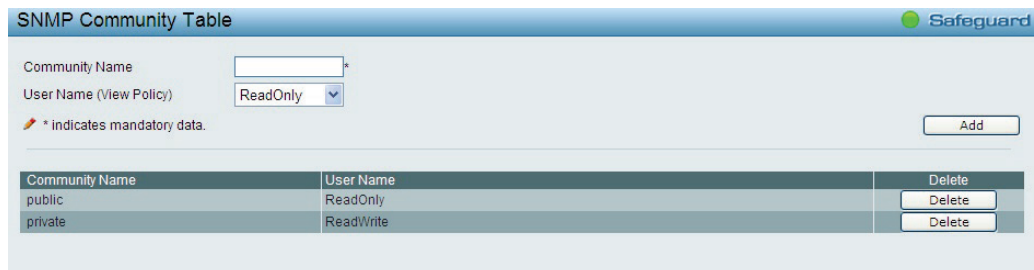 SNMP Community Table Safeguard
Community Name *
User Name (View Policy) ReadOnly
* indicates mandatory data. Add
Community Name User Name Delete
public ReadOnly Delete
private ReadWrite Delete